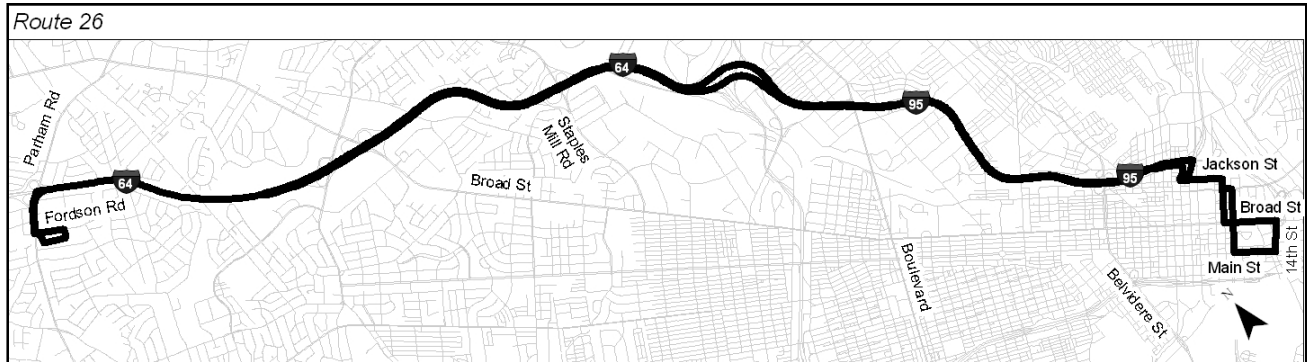 Route 26
64
95
Parham Rd
Staples
Mill Rd
64
95
Jackson St
Broad St
Fordson Rd
Broad St
14th St
Boulevard
Main St
Belvidere St
N